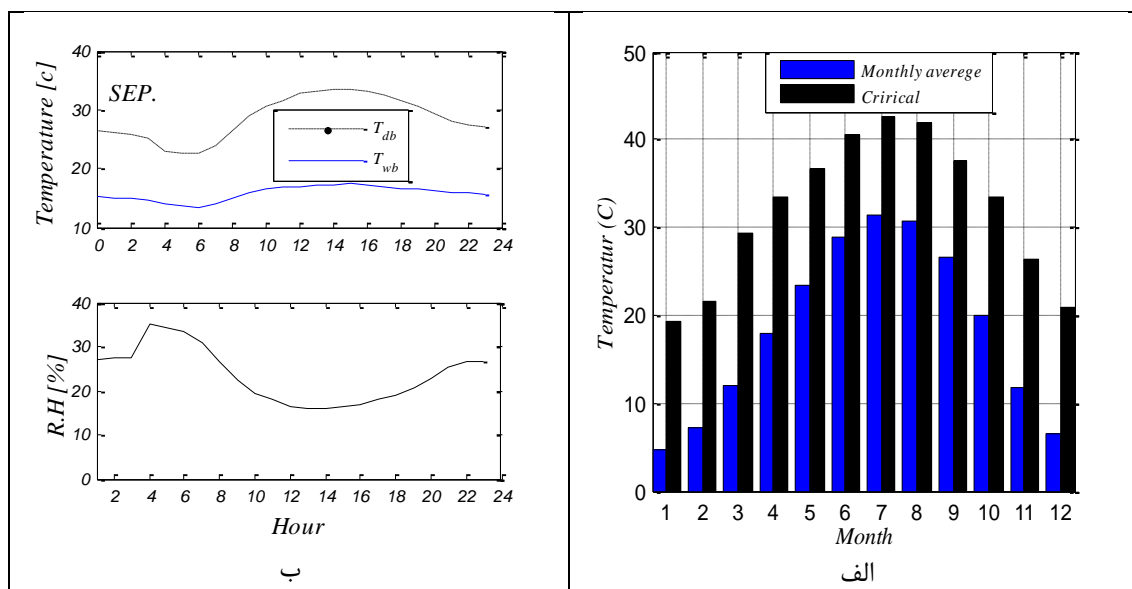 40
30
20
10
Temperature [c]
SEP.
T db
T wb
0 2 4 6 8 10 12 14 16 18 20 22 24
40
30
20
10
0
R.H [%]
2 4 6 8 10 12 14 16 18 20 22 24
Hour
ب
50
40
30
20
10
0
Temperatur (C)
Monthly averege
Crirical
1 2 3 4 5 6 7 8 9 10 11 12
Month
الف